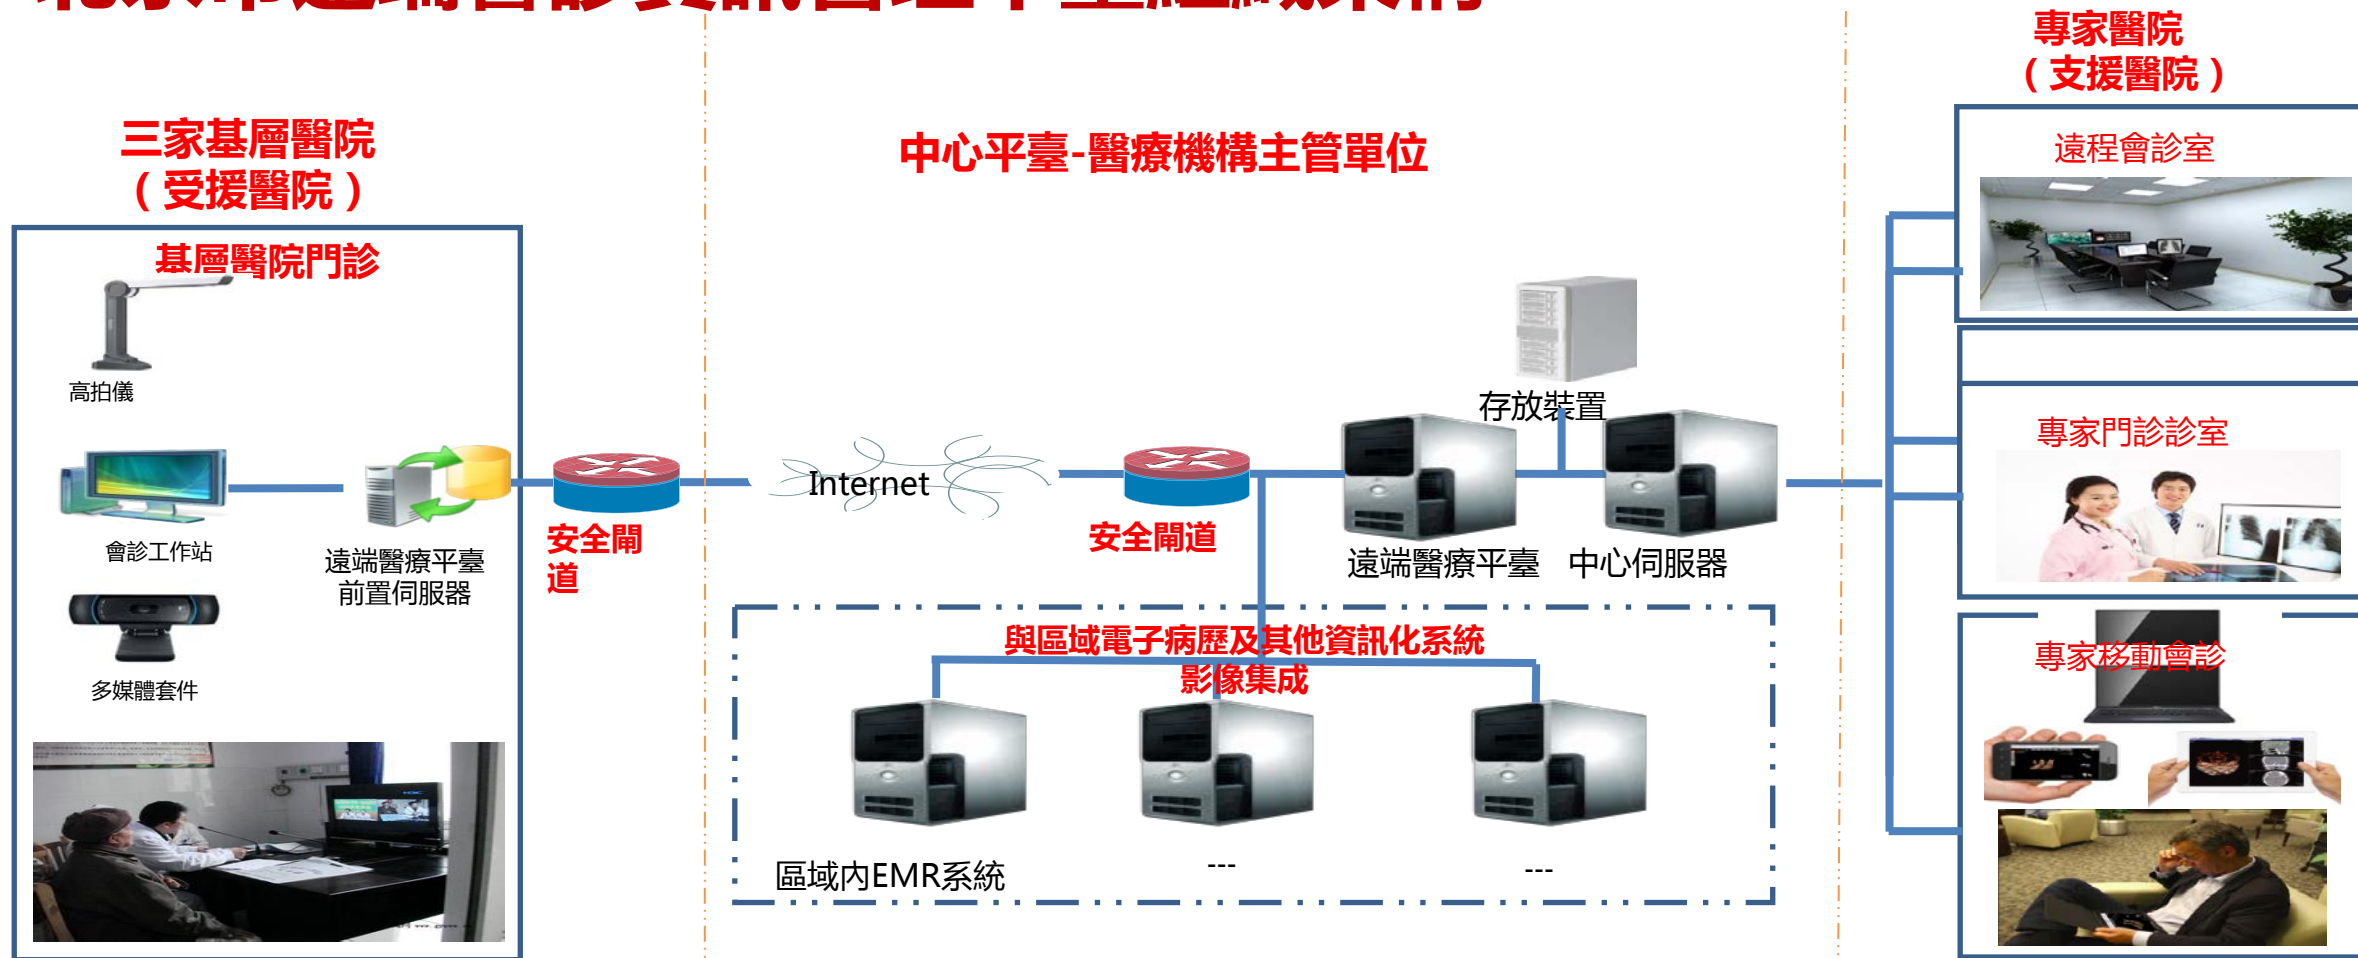 專家醫院
（支援醫院）
三家基層醫院
（受援醫院）
中心平臺-醫療機構主管單位
遠程會診室
基層醫院門診
高拍儀
存放裝置
專家門診診室
Internet
安全閘
道
安全閘道
會診工作站
遠端醫療平臺
前置伺服器
遠端醫療平臺
中心伺服器
與區域電子病歷及其他資訊化系統
影像集成
專家移動會診
多媒體套件
區域內EMR系統
---
---